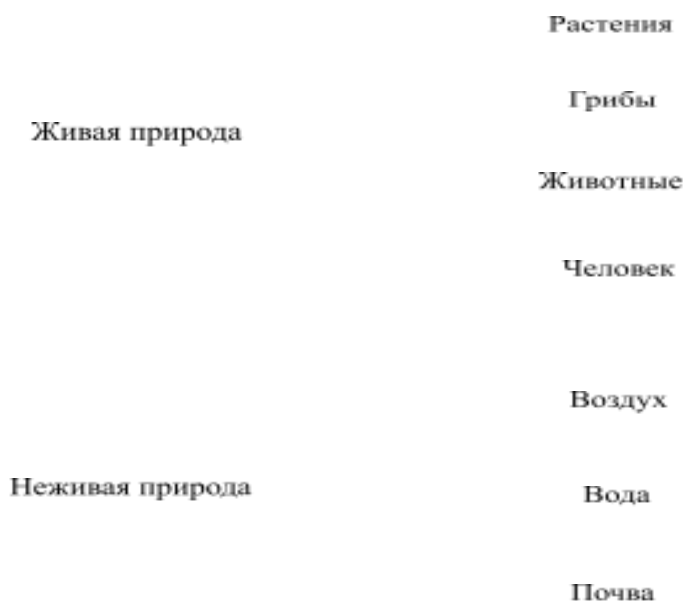 Растения
Грибы
Живая природа
Животные
Человек
Воздух
Неживая природа
Вода
Почва